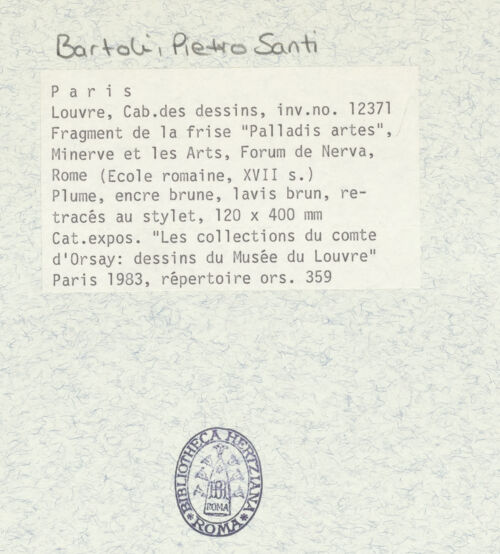 Bartoli, Pietro Santi
Paris
Louvre, Cab.des dessins, inv.no. 12371
Fragment de la frise "Palladis artes",
Minerve et les Arts, Forum de Nerva,
Rome (Ecole romaine, XVII s.)
Plume, encre brune, lavis brun, re-
tracés au stylet, 120 x 400 mm
Cat.expos. "Les collections du comte
d'Orsay: dessins du Musée du Louvre"
Paris 1983, répertoire ors. 359
BIBLIOTHECA HERTZIANA
BH
ROMA
ROMA